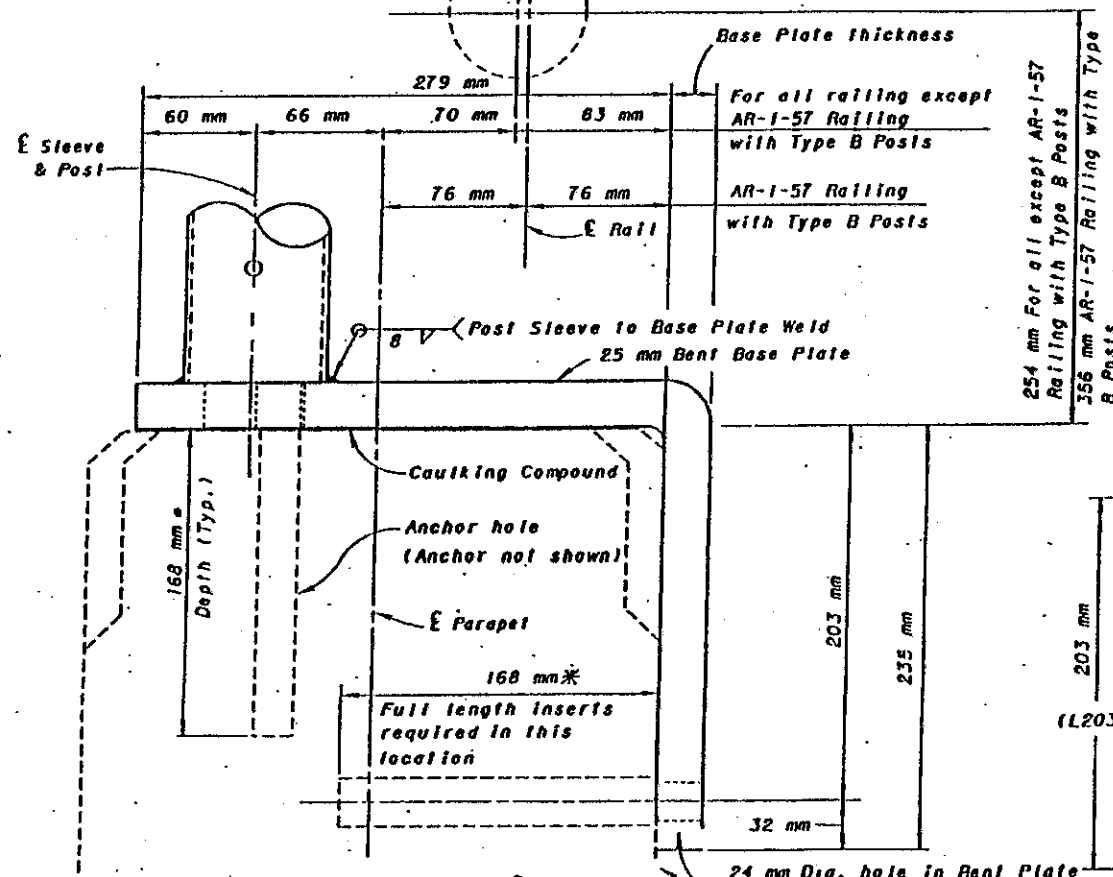 Base Plate thickness
279 mm
For all railing except
AR-1-57 Railing
with Type B Posts
60 mm
66 mm
70 mm
83 mm
℄ Sleeve
& Post
76 mm
76 mm
AR-1-57 Railing
with Type B Posts
℄ Rail
254 mm For all except AR-1-57
Railing with Type B Posts
356 mm AR-1-57 Railing with Type
B Posts
8
Post Sleeve to Base Plate Weld
25 mm Bent Base Plate
Caulking Compound
168 mm*
Depth (Typ.)
Anchor hole
(Anchor not shown)
℄ Parapet
203 mm
235 mm
203 mm
(L203
168 mm*
Full length inserts
required in this
location
32 mm
24 mm Dia. hole in Bent Plate